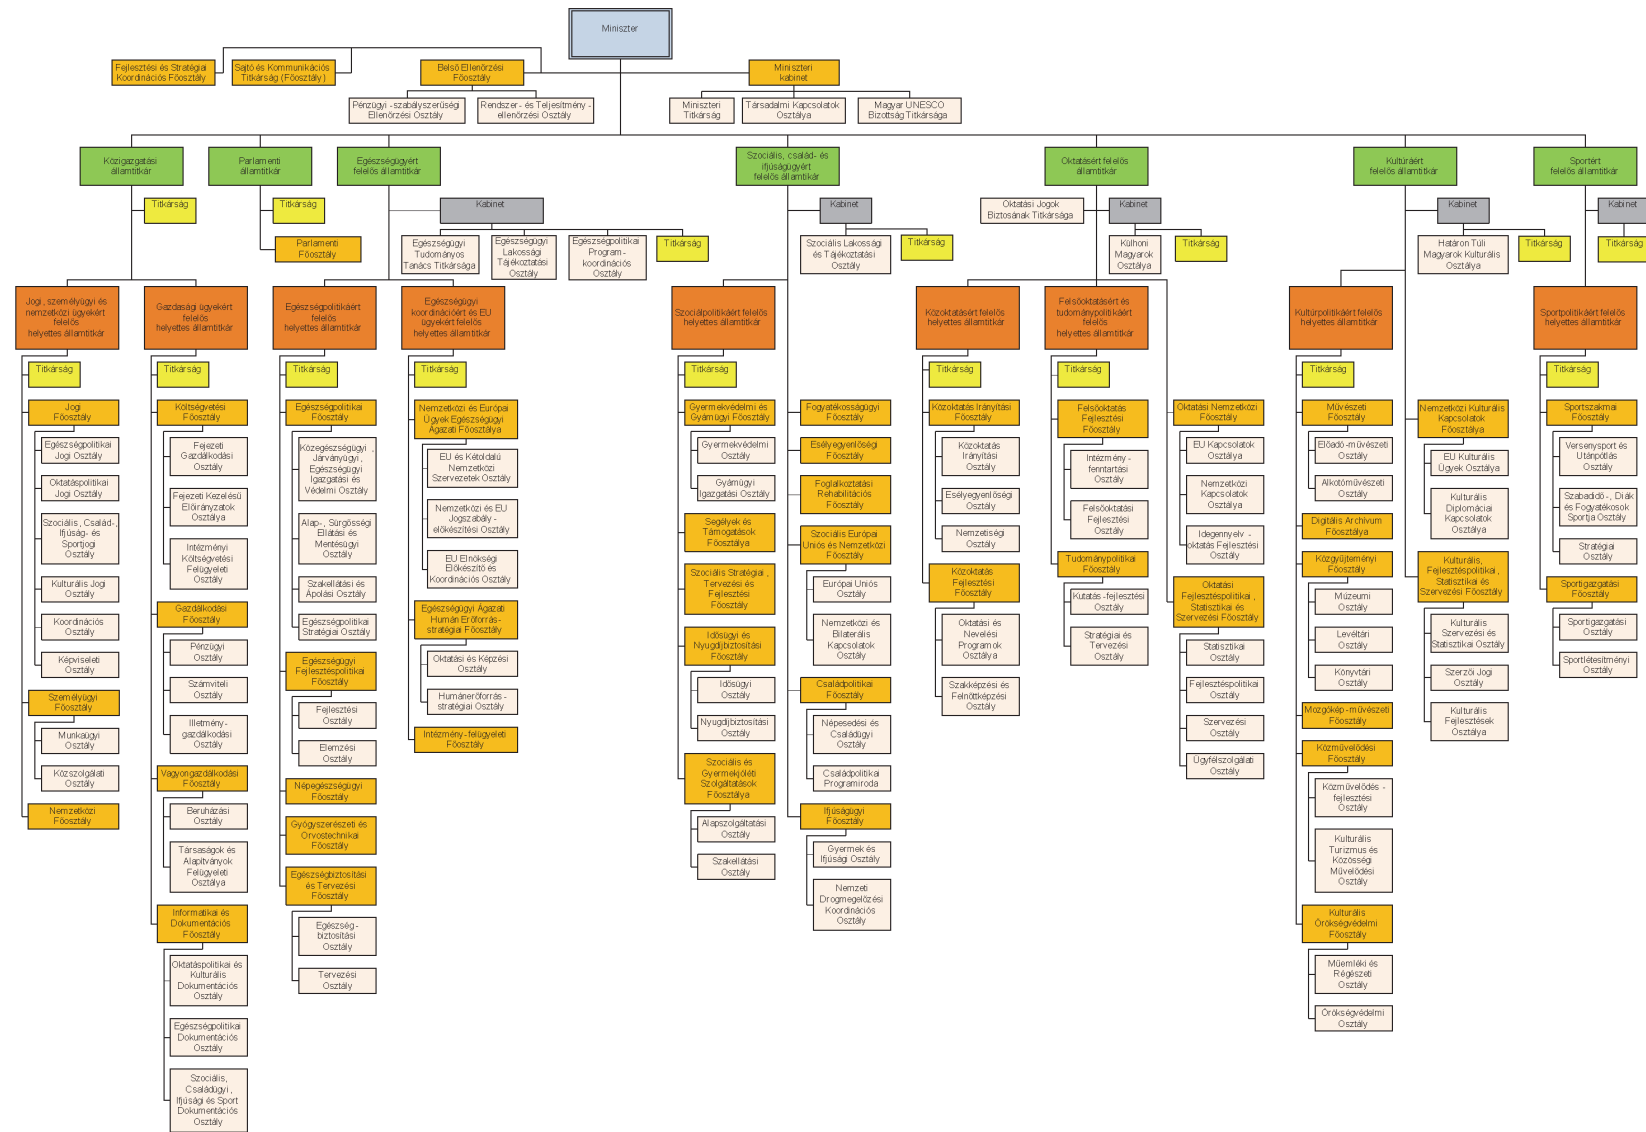 Miniszter
Fejlesztési és Stratégiai
Koordinációs Főosztály
Sajtó és Kommunikációs
Titkárság (Főosztály)
Belső Ellenőrzési
Főosztály
Miniszteri
kabinet
Pénzügyi -szabályszerűségi
Ellenőrzési Osztály
Rendszer- és Teljesítmény -
ellenőrzési Osztály
Miniszteri
Titkárság
Társadalmi Kapcsolatok
Osztálya
Magyar UNESCO
Bizottság Titkársága
Közigazgatási
államtitkár
Parlamenti
államtitkár
Egészségügyért
felelős államtitkár
Szociális, család- és
ifjúságügyért
felelős államtitkár
Oktatásért felelős
államtitkár
Kultúráért
felelős államtitkár
Sportért
felelős államtitkár
Titkárság
Titkárság
Parlamenti
Főosztály
Kabinet
Egészségügyi
Tudományos
Tanács Titkársága
Egészségügyi
Lakossági
Tájékoztatási
Osztály
Egészségpolitikai
Program-
koordinációs
Osztály
Titkárság
Kabinet
Szociális Lakossági
és Tájékoztatási
Osztály
Titkárság
Oktatási Jogok
Biztosának Titkársága
Kabinet
Külhoni
Magyarok
Osztálya
Titkárság
Kabinet
Határon Túli
Magyarok Kulturális
Osztálya
Titkárság
Kabinet
Titkárság
Jogi, személyügyi és
nemzetközi ügyekért
felelős
helyettes államtitkár
Titkárság
Jogi
Főosztály
Egészségpolitikai
Jogi Osztály
Oktatáspolitikai
Jogi Osztály
Szociális, Család-,
Ifjúság- és
Sportjogi
Osztály
Kulturális Jogi
Osztály
Koordinációs
Osztály
Képviseleti
Osztály
Személyügyi
Főosztály
Munkaügyi
Osztály
Közszolgálati
Osztály
Nemzetközi
Főosztály
Gazdasági ügyekért
felelős
helyettes államtitkár
Titkárság
Költségvetési
Főosztály
Fejezeti
Gazdálkodási
Osztály
Fejezeti Kezelésű
Előirányzatok
Osztálya
Intézményi
Költségvetési
Felügyeleti
Osztály
Gazdálkodási
Főosztály
Pénzügyi
Osztály
Számviteli
Osztály
Illetmény-
gazdálkodási
Osztály
Vagyongazdálkodási
Főosztály
Beruházási
Osztály
Társaságok és
Alapítványok
Felügyeleti
Osztálya
Informatikai és
Dokumentációs
Főosztály
Oktatáspolitikai és
Kulturális
Dokumentációs
Osztály
Egészségpolitikai
Dokumentációs
Osztály
Szociális,
Családügyi,
Ifjúsági és Sport
Dokumentációs
Osztály
Egészségpolitikáért
felelős
helyettes államtitkár
Titkárság
Egészségpolitikai
Főosztály
Közegészségügyi ,
Járványügyi,
Egészségügyi
Igazgatási és
Védelmi Osztály
Alap-, Sürgősségi
Ellátási és
Mentésügyi
Osztály
Szakellátási és
Ápolási Osztály
Egészségpolitikai
Stratégiai Osztály
Egészségügyi
Fejlesztéspolitikai
Főosztály
Fejlesztési
Osztály
Elemzési
Osztály
Népegészségügyi
Főosztály
Gyógyszerészeti és
Orvostechnikai
Főosztály
Egészségbiztosítási
és Tervezési
Főosztály
Egészség-
biztosítási
Osztály
Tervezési
Osztály
Egészségügyi
koordinációért és EU
ügyekért felelős
helyettes államtitkár
Titkárság
Nemzetközi és Európai
Ügyek Egészségügyi
Ágazati Főosztálya
EU és Kétoldalú
Nemzetközi
Szervezetek Osztály
Nemzetközi és EU
Jogszabály-
előkészítési Osztály
EU Elnökségi
Előkészítő és
Koordinációs Osztály
Egészségügyi Ágazati
Humán Erőforrás-
stratégiai Főosztály
Oktatási és Képzési
Osztály
Humánerőforrás-
stratégiai Osztály
Intézmény-felügyeleti
Főosztály
Szociálpolitikáért felelős
helyettes államtitkár
Titkárság
Gyermekvédelmi és
Gyámügyi Főosztály
Gyermekvédelmi
Osztály
Gyámügyi
Igazgatási Osztály
Segélyek és
Támogatások
Főosztálya
Szociális Stratégiai,
Tervezési és
Fejlesztési
Főosztály
Idősügyi és
Nyugdíjbiztosítási
Főosztály
Idősügyi
Osztály
Nyugdíjbiztosítási
Osztály
Szociális és
Gyermekjóléti
Szolgáltatások
Főosztálya
Alapszolgáltatási
Osztály
Szakellátási
Osztály
Fogyatékosságügyi
Főosztály
Esélyegyenlőségi
Főosztály
Foglalkoztatási
Rehabilitációs
Főosztály
Szociális Európai
Uniós és Nemzetközi
Főosztály
Európai Uniós
Osztály
Nemzetközi és
Bilaterális
Kapcsolatok
Osztály
Családpolitikai
Főosztály
Népesedési és
Családügyi
Osztály
Családpolitikai
Programiroda
Ifjúságügyi
Főosztály
Gyermek és
Ifjúsági Osztály
Nemzeti
Drogmegelőzési
Koordinációs
Osztály
Közoktatásért felelős
helyettes államtitkár
Titkárság
Közoktatás Irányítási
Főosztály
Közoktatás
Irányítási
Osztály
Esélyegyenlőségi
Osztály
Nemzetiségi
Osztály
Közoktatás
Fejlesztési
Főosztály
Oktatási és
Nevelési
Programok
Osztálya
Szakképzési és
Felnőttképzési
Osztály
Felsőoktatásért és
tudománypolitikáért
felelős
helyettes államtitkár
Titkárság
Felsőoktatás
Fejlesztési
Főosztály
Intézmény-
fenntartási
Osztály
Felsőoktatási
Fejlesztési
Osztály
Tudománypolitikai
Főosztály
Kutatás-fejlesztési
Osztály
Stratégiai és
Tervezési
Osztály
Oktatási Nemzetközi
Főosztály
EU Kapcsolatok
Osztálya
Nemzetközi
Kapcsolatok
Osztálya
Idegennyelv -
oktatás Fejlesztési
Osztály
Oktatási
Fejlesztéspolitikai,
Statisztikai és
Szervezési Főosztály
Statisztikai
Osztály
Fejlesztéspolitikai
Osztály
Szervezési
Osztály
Ügyfélszolgálati
Osztály
Kultúrpolitikáért felelős
helyettes államtitkár
Titkárság
Művészeti
Főosztály
Előadó-művészeti
Osztály
Alkotóművészeti
Osztály
Digitális Archívum
Főosztálya
Közgyűjteményi
Főosztály
Múzeumi
Osztály
Levéltári
Osztály
Könyvtári
Osztály
Mozgókép-művészeti
Főosztály
Közművelődési
Főosztály
Közművelődés -
fejlesztési
Osztály
Kulturális
Turizmus és
Közösségi
Művelődési
Osztály
Kulturális
Örökségvédelmi
Főosztály
Műemléki és
Régészeti
Osztály
Örökségvédelmi
Osztály
Nemzetközi Kulturális
Kapcsolatok
Főosztálya
EU Kulturális
Ügyek Osztálya
Kulturális
Diplomáciai
Kapcsolatok
Osztálya
Kulturális,
Fejlesztéspolitikai,
Statisztikai és
Szervezési Főosztály
Kulturális
Szervezési és
Statisztikai Osztály
Szerzői Jogi
Osztály
Kulturális
Fejlesztések
Osztálya
Sportpolitikáért felelős
helyettes államtitkár
Titkárság
Sportszakmai
Főosztály
Versenysport és
Utánpótlás
Osztály
Szabadidő-, Diák
és Fogyatékosok
Sportja Osztály
Stratégiai
Osztály
Sportigazgatási
Főosztály
Sportigazgatási
Osztály
Sportlétesítményi
Osztály